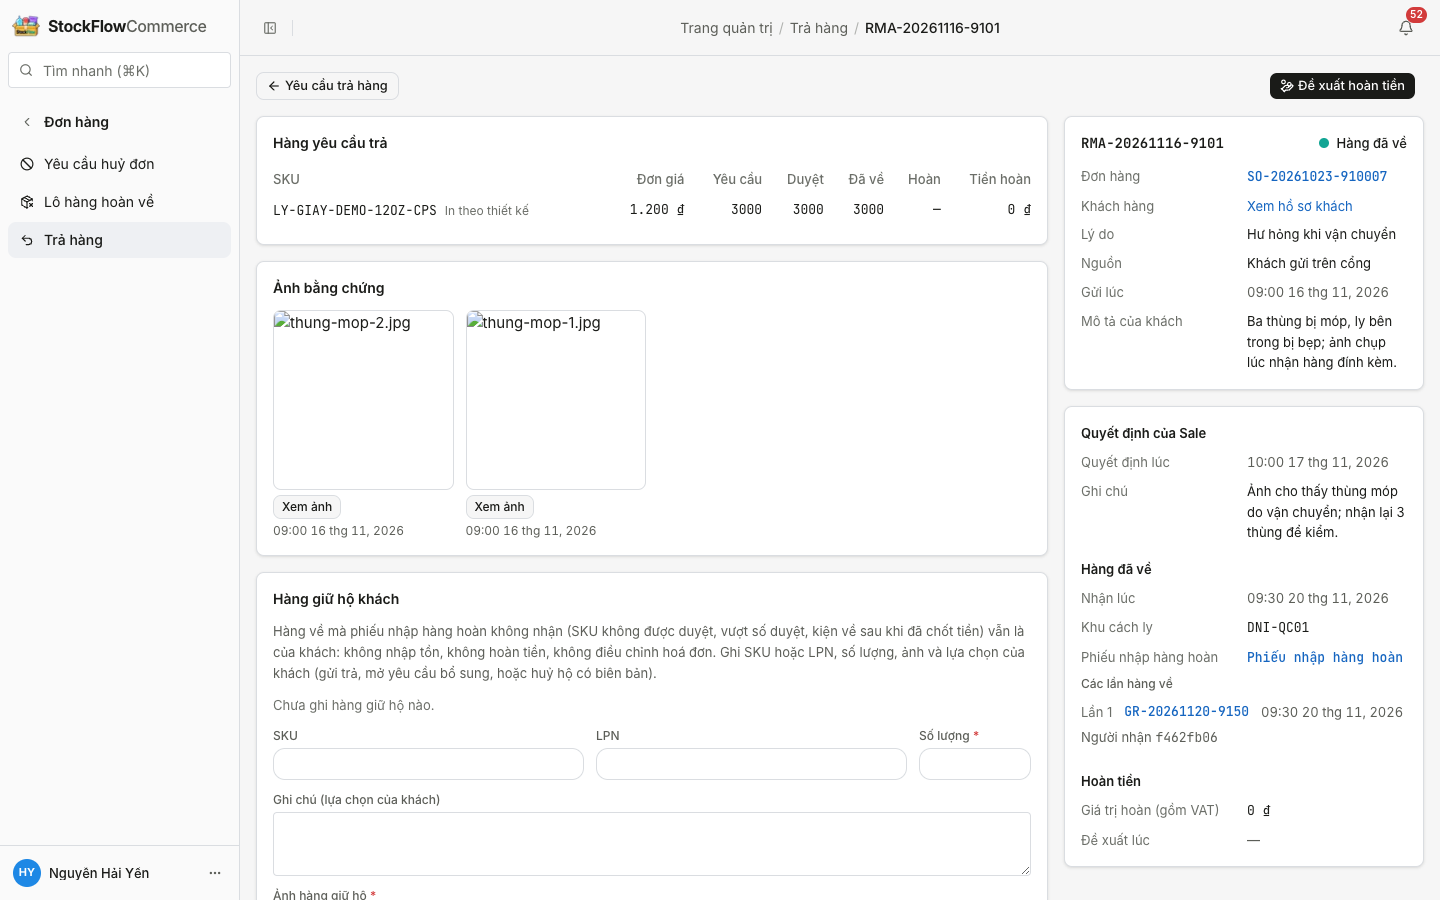 StockFlowCommerce
Tìm nhanh (⌘K)
Đơn hàng
Yêu cầu huỷ đơn
Lô hàng hoàn về
Trả hàng
HY Nguyễn Hải Yến
Trang quản trị / Trả hàng / RMA-20261116-9101
52
Yêu cầu trả hàng
Đề xuất hoàn tiền
Hàng yêu cầu trả
SKU Đơn giá Yêu cầu Duyệt Đã về Hoàn Tiền hoàn
LY-GIAY-DEMO-12OZ-CPS In theo thiết kế 1.200 ₫ 3000 3000 3000 — 0 ₫
Ảnh bằng chứng
thung-mop-2.jpg thung-mop-1.jpg
Xem ảnh Xem ảnh
09:00 16 thg 11, 2026 09:00 16 thg 11, 2026
Hàng giữ hộ khách
Hàng về mà phiếu nhập hàng hoàn không nhận (SKU không được duyệt, vượt số duyệt, kiện về sau khi đã chốt tiền) vẫn là
của khách: không nhập tồn, không hoàn tiền, không điều chỉnh hoá đơn. Ghi SKU hoặc LPN, số lượng, ảnh và lựa chọn của
khách (gửi trả, mở yêu cầu bổ sung, hoặc huỷ hộ có biên bản).
Chưa ghi hàng giữ hộ nào.
SKU LPN Số lượng *
Ghi chú (lựa chọn của khách)
Ảnh hàng giữ hộ *
RMA-20261116-9101 Hàng đã về
Đơn hàng SO-20261023-910007
Khách hàng Xem hồ sơ khách
Lý do Hư hỏng khi vận chuyển
Nguồn Khách gửi trên cổng
Gửi lúc 09:00 16 thg 11, 2026
Mô tả của khách Ba thùng bị móp, ly bên
trong bị bẹp; ảnh chụp
lúc nhận hàng đính kèm.
Quyết định của Sale
Quyết định lúc 10:00 17 thg 11, 2026
Ghi chú Ảnh cho thấy thùng móp
do vận chuyển; nhận lại 3
thùng để kiểm.
Hàng đã về
Nhận lúc 09:30 20 thg 11, 2026
Khu cách ly DNI-QC01
Phiếu nhập hàng hoàn Phiếu nhập hàng hoàn
Các lần hàng về
Lần 1 GR-20261120-9150 09:30 20 thg 11, 2026
Người nhận f462fb06
Hoàn tiền
Giá trị hoàn (gồm VAT) 0 ₫
Đề xuất lúc —